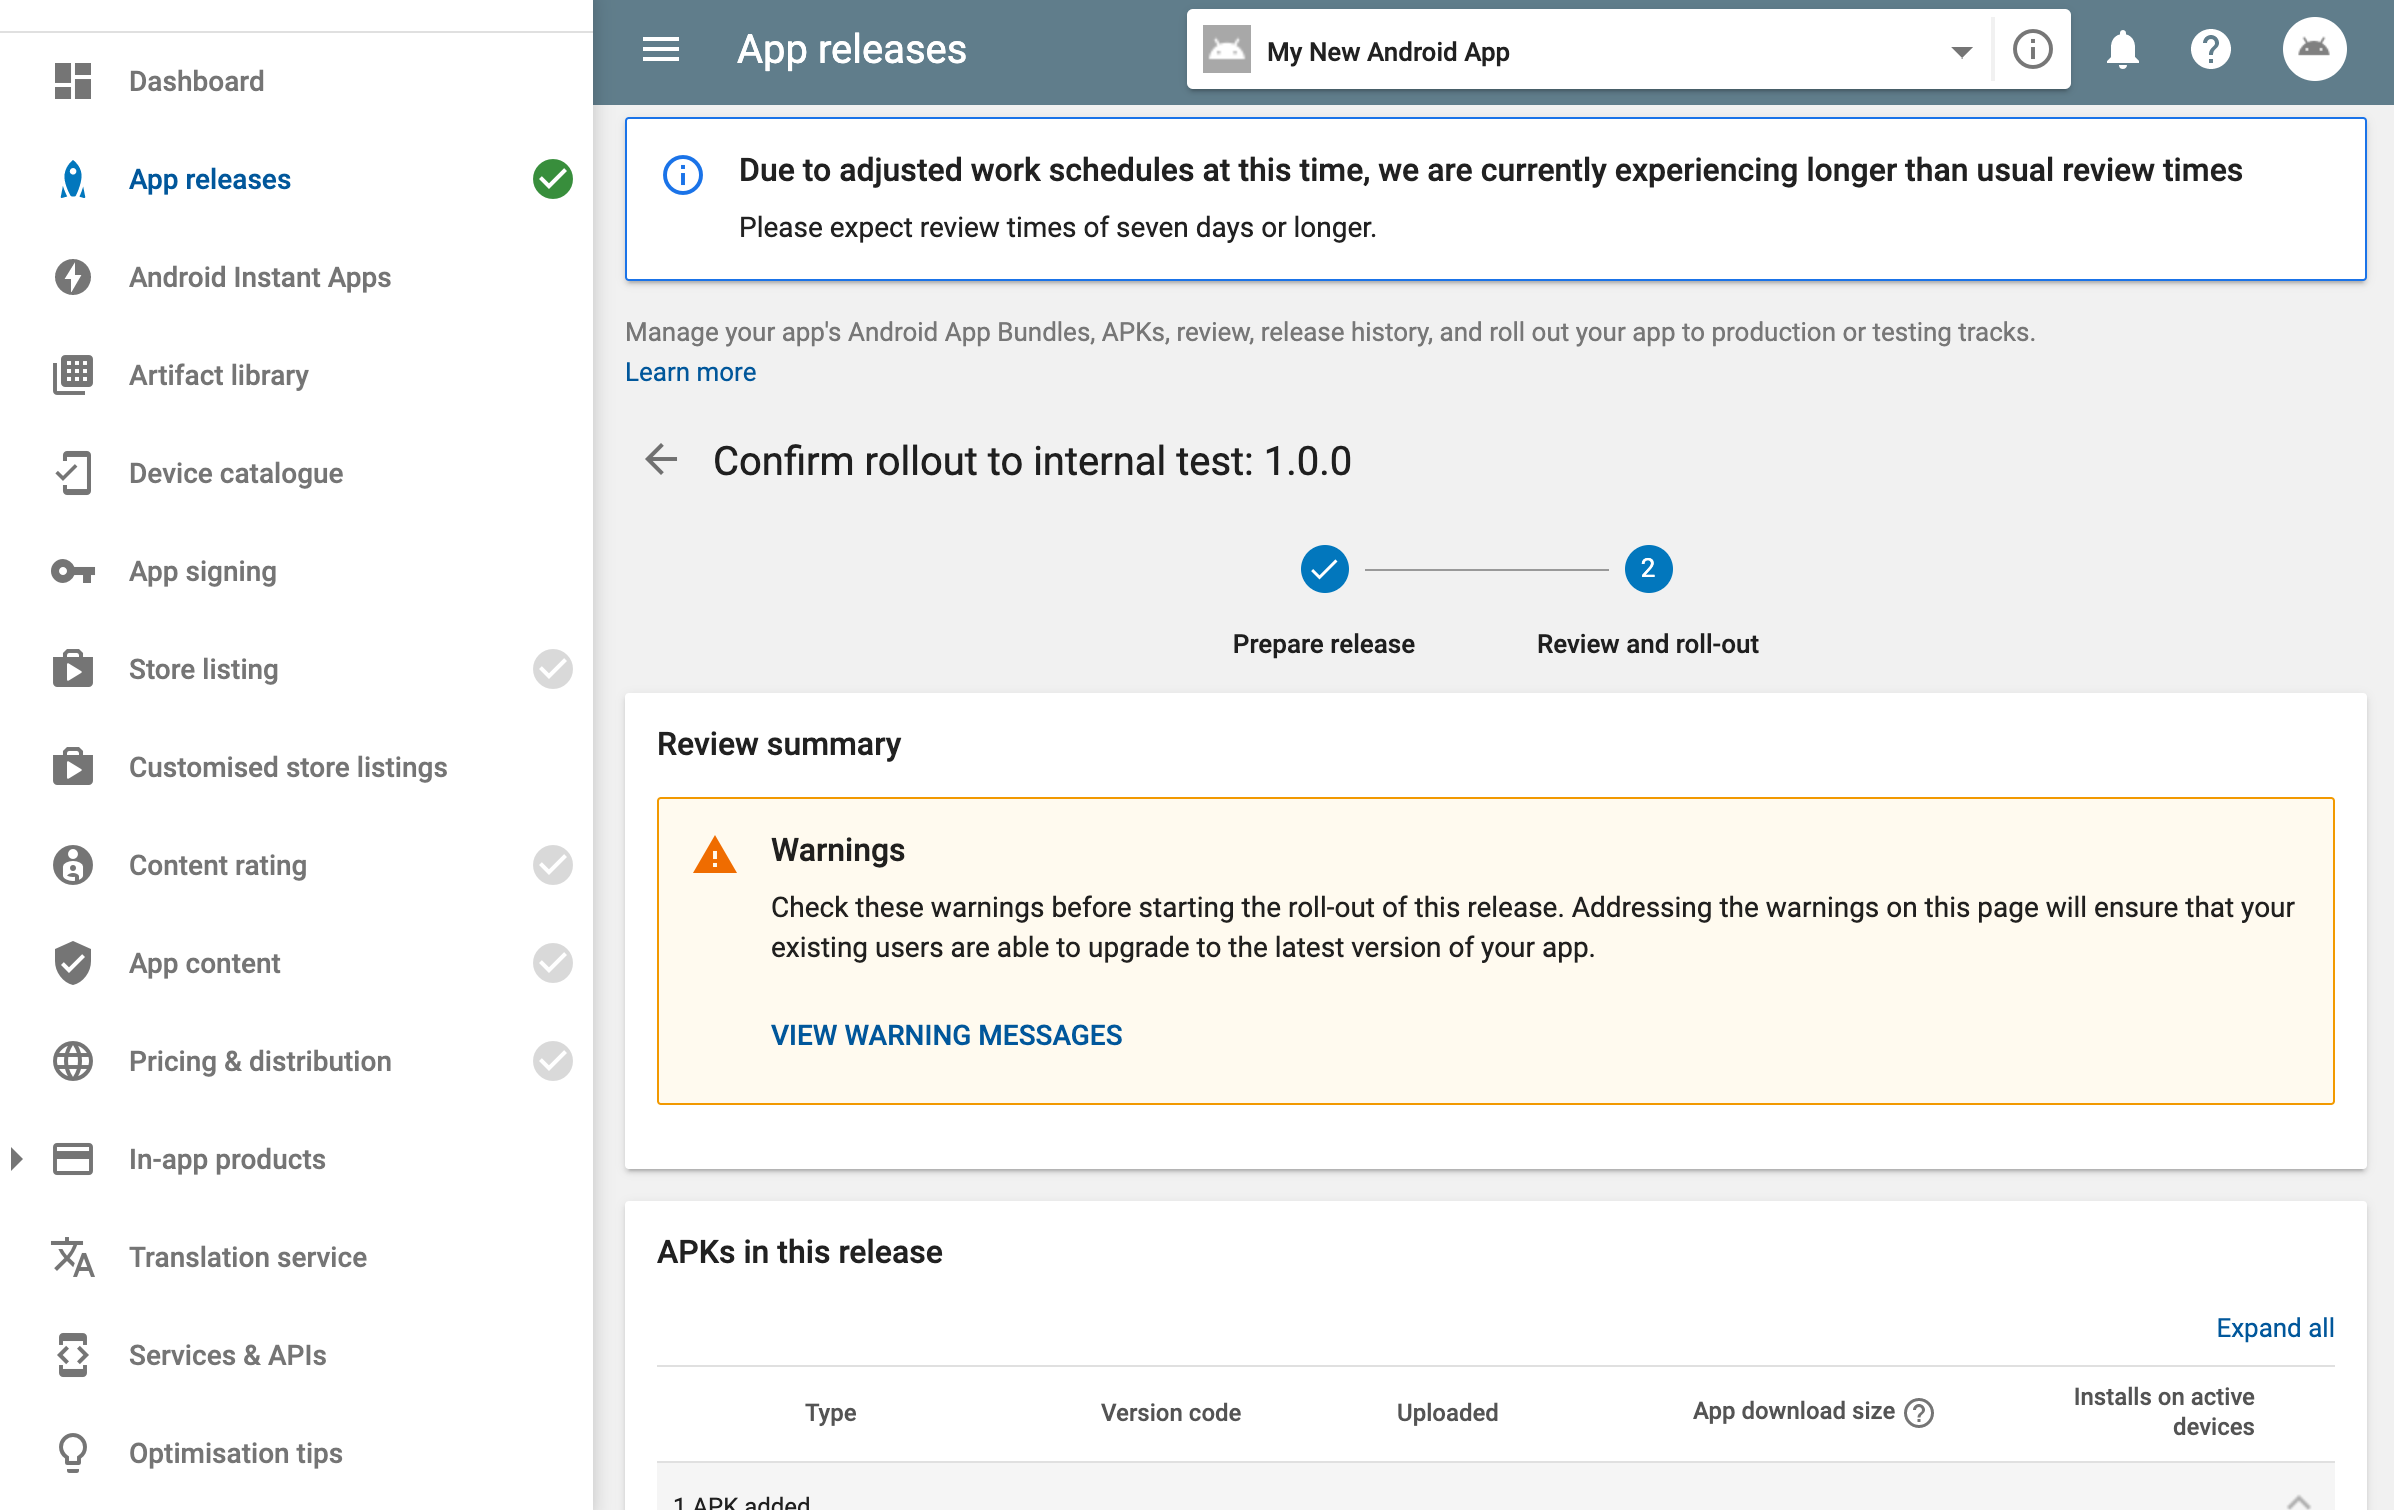 Dashboard
App releases
Android Instant Apps
Artifact library
Device catalogue
App signing
Store listing
Customised store listings
Content rating
App content
Pricing & distribution
In-app products
Translation service
Services & APIs
Optimisation tips
App releases
My New Android App
Due to adjusted work schedules at this time, we are currently experiencing longer than usual review times
Please expect review times of seven days or longer.
Manage your app's Android App Bundles, APKs, review, release history, and roll out your app to production or testing tracks.
Learn more
Confirm rollout to internal test: 1.0.0
2
Prepare release
Review and roll-out
Review summary
Warnings
Check these warnings before starting the roll-out of this release. Addressing the warnings on this page will ensure that your
existing users are able to upgrade to the latest version of your app.
VIEW WARNING MESSAGES
APKs in this release
Expand all
Type
Version code
Uploaded
App download size
Installs on active
devices
1 APK added